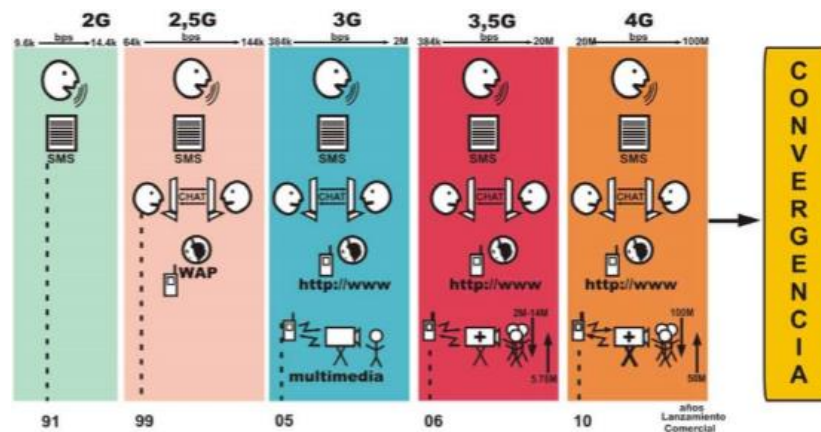 2G
2,5G
3G
3,5G
4G
9.6k bps 14.4k
64k bps 144k
384k bps 2M
384k bps 20M
20M bps 100M
SMS
SMS
SMS
SMS
SMS
CHAT
CHAT
CHAT
CHAT
WAP
http://www
http://www
http://www
2M-14M
100M
multimedia
5.76M
50M
91
99
05
06
10
años
Lanzamiento
Comercial
CONVERGENCIA